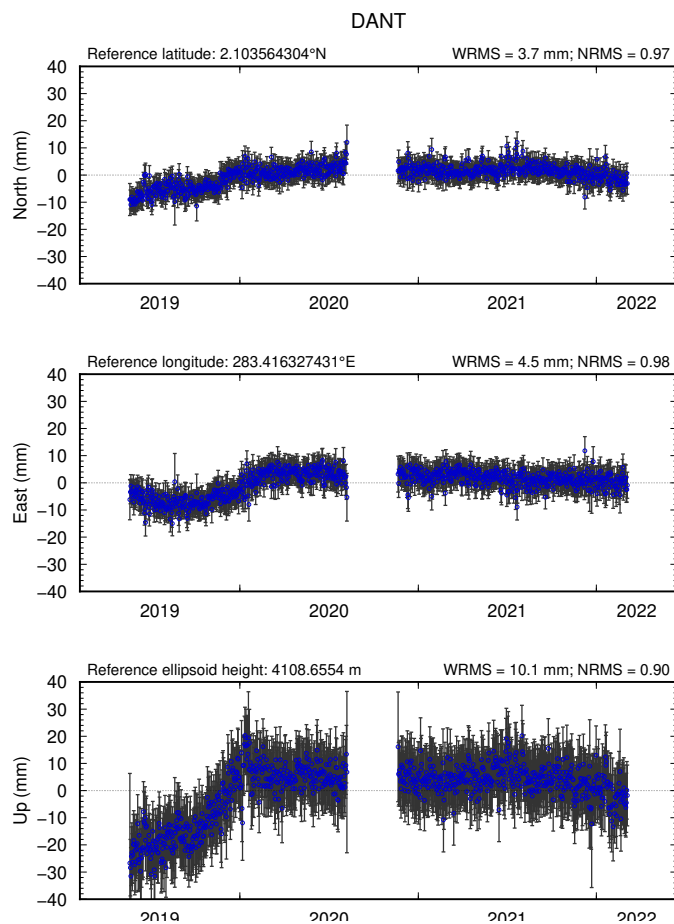 DANT
Reference latitude: 2.103564304°N WRMS = 3.7 mm; NRMS = 0.97
40
30
20
10
0
−10
−20
−30
−40
North (mm)
2019 2020 2021 2022
Reference longitude: 283.416327431°E WRMS = 4.5 mm; NRMS = 0.98
40
30
20
10
0
−10
−20
−30
−40
East (mm)
2019 2020 2021 2022
Reference ellipsoid height: 4108.6554 m WRMS = 10.1 mm; NRMS = 0.90
40
30
20
10
0
−10
−20
−30
−40
Up (mm)
2019 2020 2021 2022